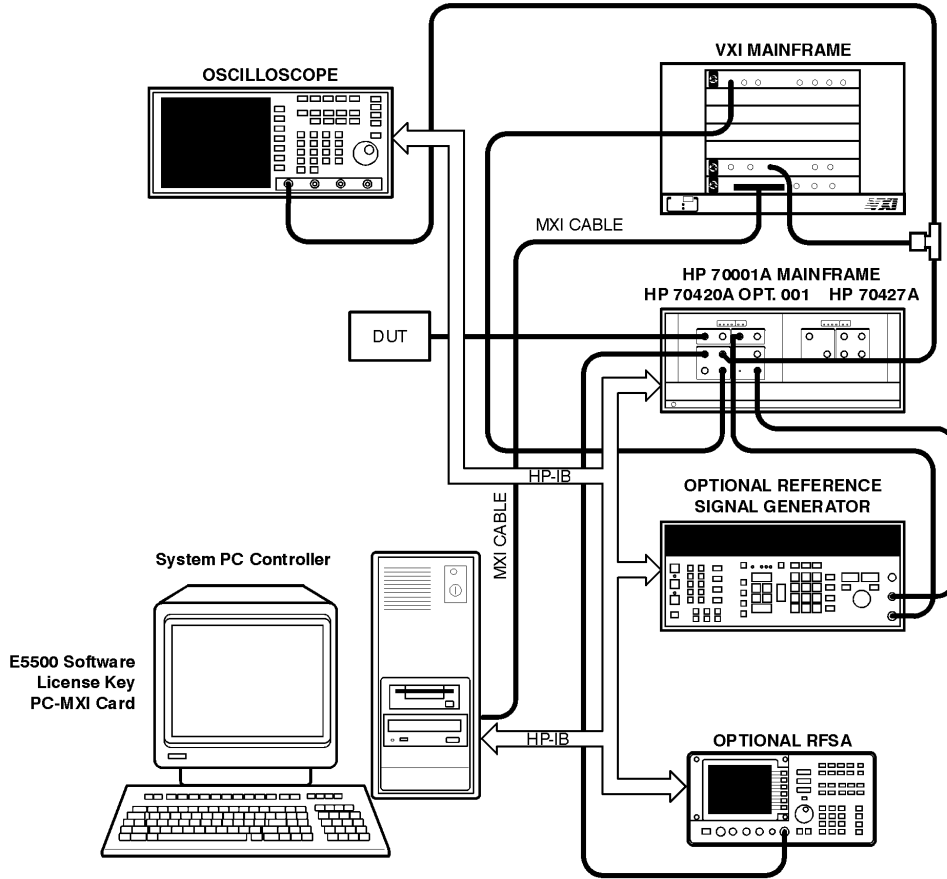 OSCILLOSCOPE
VXI MAINFRAME
VXI
MXI CABLE
HP 70001A MAINFRAME
HP 70420A OPT. 001 HP 70427A
DUT
HP-IB
MXI CABLE
OPTIONAL REFERENCE
SIGNAL GENERATOR
System PC Controller
E5500 Software
License Key
PC-MXI Card
HP-IB
OPTIONAL RFSA